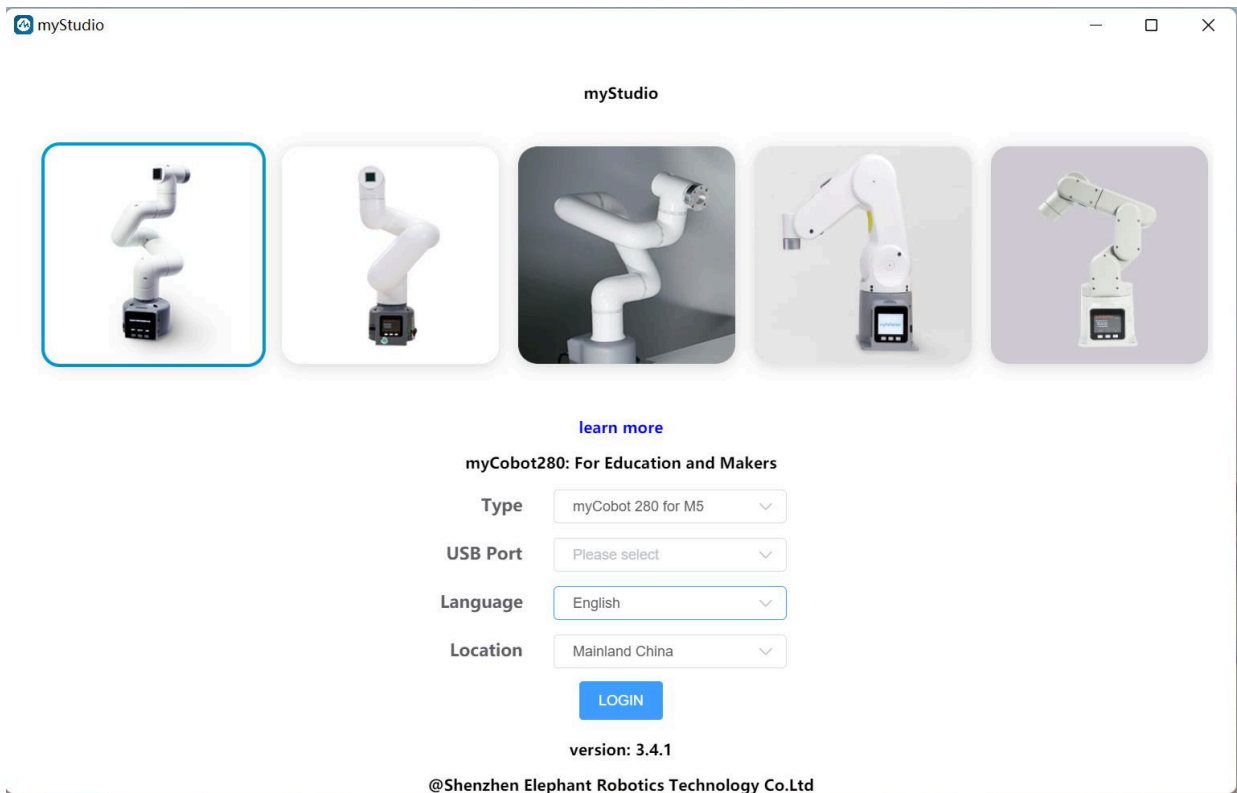 myStudio
myStudio
learn more
myCobot280: For Education and Makers
Type myCobot 280 for M5
USB Port Please select
Language English
Location Mainland China
LOGIN
version: 3.4.1
@Shenzhen Elephant Robotics Technology Co.Ltd